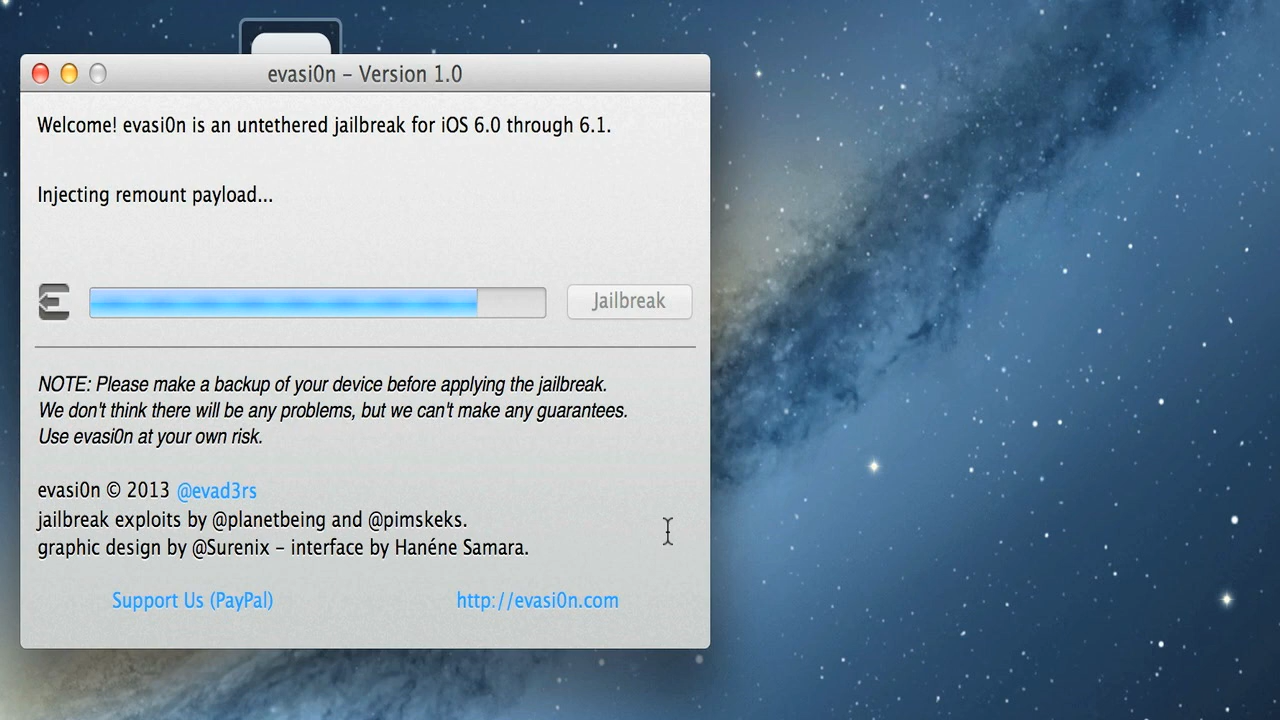 evasi0n – Version 1.0
Welcome! evasi0n is an untethered jailbreak for iOS 6.0 through 6.1.
Injecting remount payload...
Jailbreak
NOTE: Please make a backup of your device before applying the jailbreak.
We don't think there will be any problems, but we can't make any guarantees.
Use evasi0n at your own risk.
evasi0n © 2013 @evad3rs
jailbreak exploits by @planetbeing and @pimskeks.
graphic design by @Surenix – interface by Hanéne Samara.
Support Us (PayPal) http://evasi0n.com